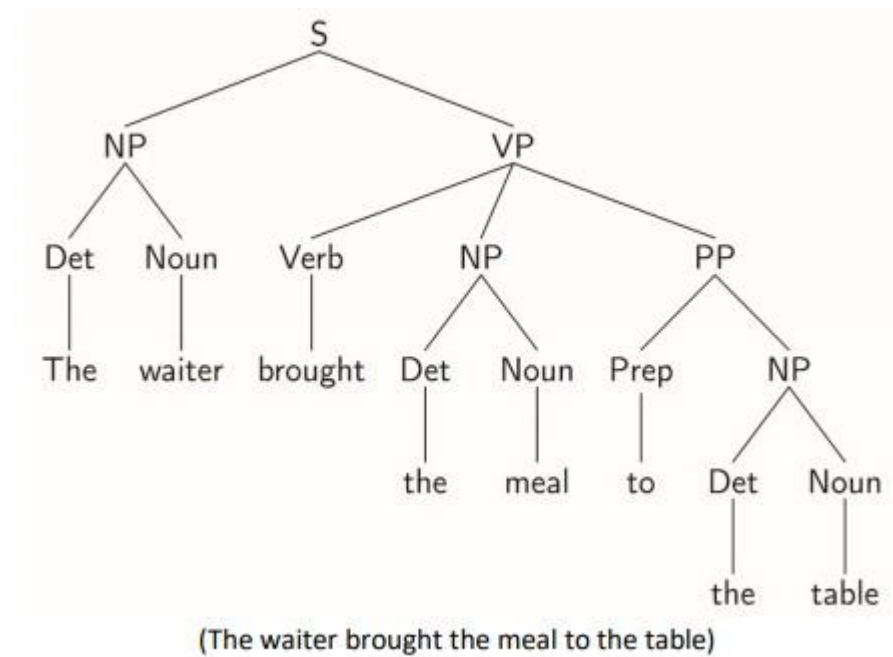 S
NP VP
Det Noun Verb NP PP
The waiter brought Det Noun Prep NP
the meal to Det Noun
the table
(The waiter brought the meal to the table)